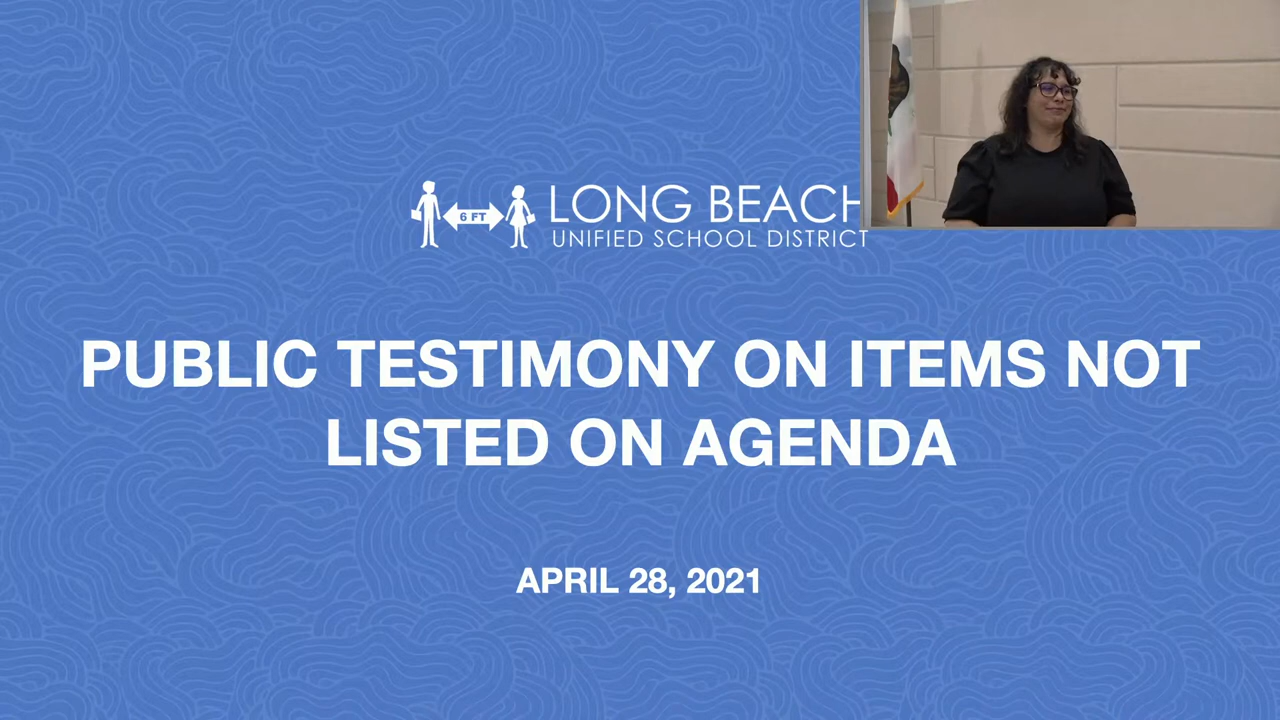 6 FT
LONG BEACH
UNIFIED SCHOOL DISTRICT
PUBLIC TESTIMONY ON ITEMS NOT
LISTED ON AGENDA
APRIL 28, 2021